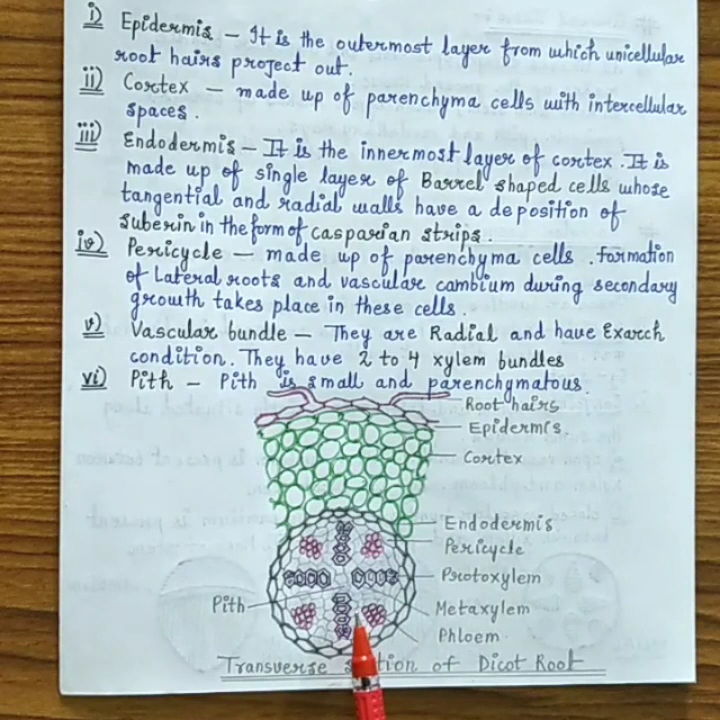 i) Epidermis – It is the outermost layer from which unicellular
root hairs project out.
ii) Cortex – made up of parenchyma cells with intercellular
spaces.
iii) Endodermis – It is the innermost layer of cortex. It is
made up of single layer of Barrel shaped cells whose
tangential and radial walls have a deposition of
suberin in the form of casparian strips.
iv) Pericycle – made up of parenchyma cells. Formation
of Lateral roots and vascular cambium during secondary
growth takes place in these cells.
v) Vascular bundle – They are Radial and have Exarch
condition. They have 2 to 4 xylem bundles
vi) Pith – Pith is small and parenchymatous.
Root hairs
Epidermis.
Cortex
Endodermis
Pericycle
Protoxylem
Pith
Metaxylem
Phloem
Transverse of Dicot Root